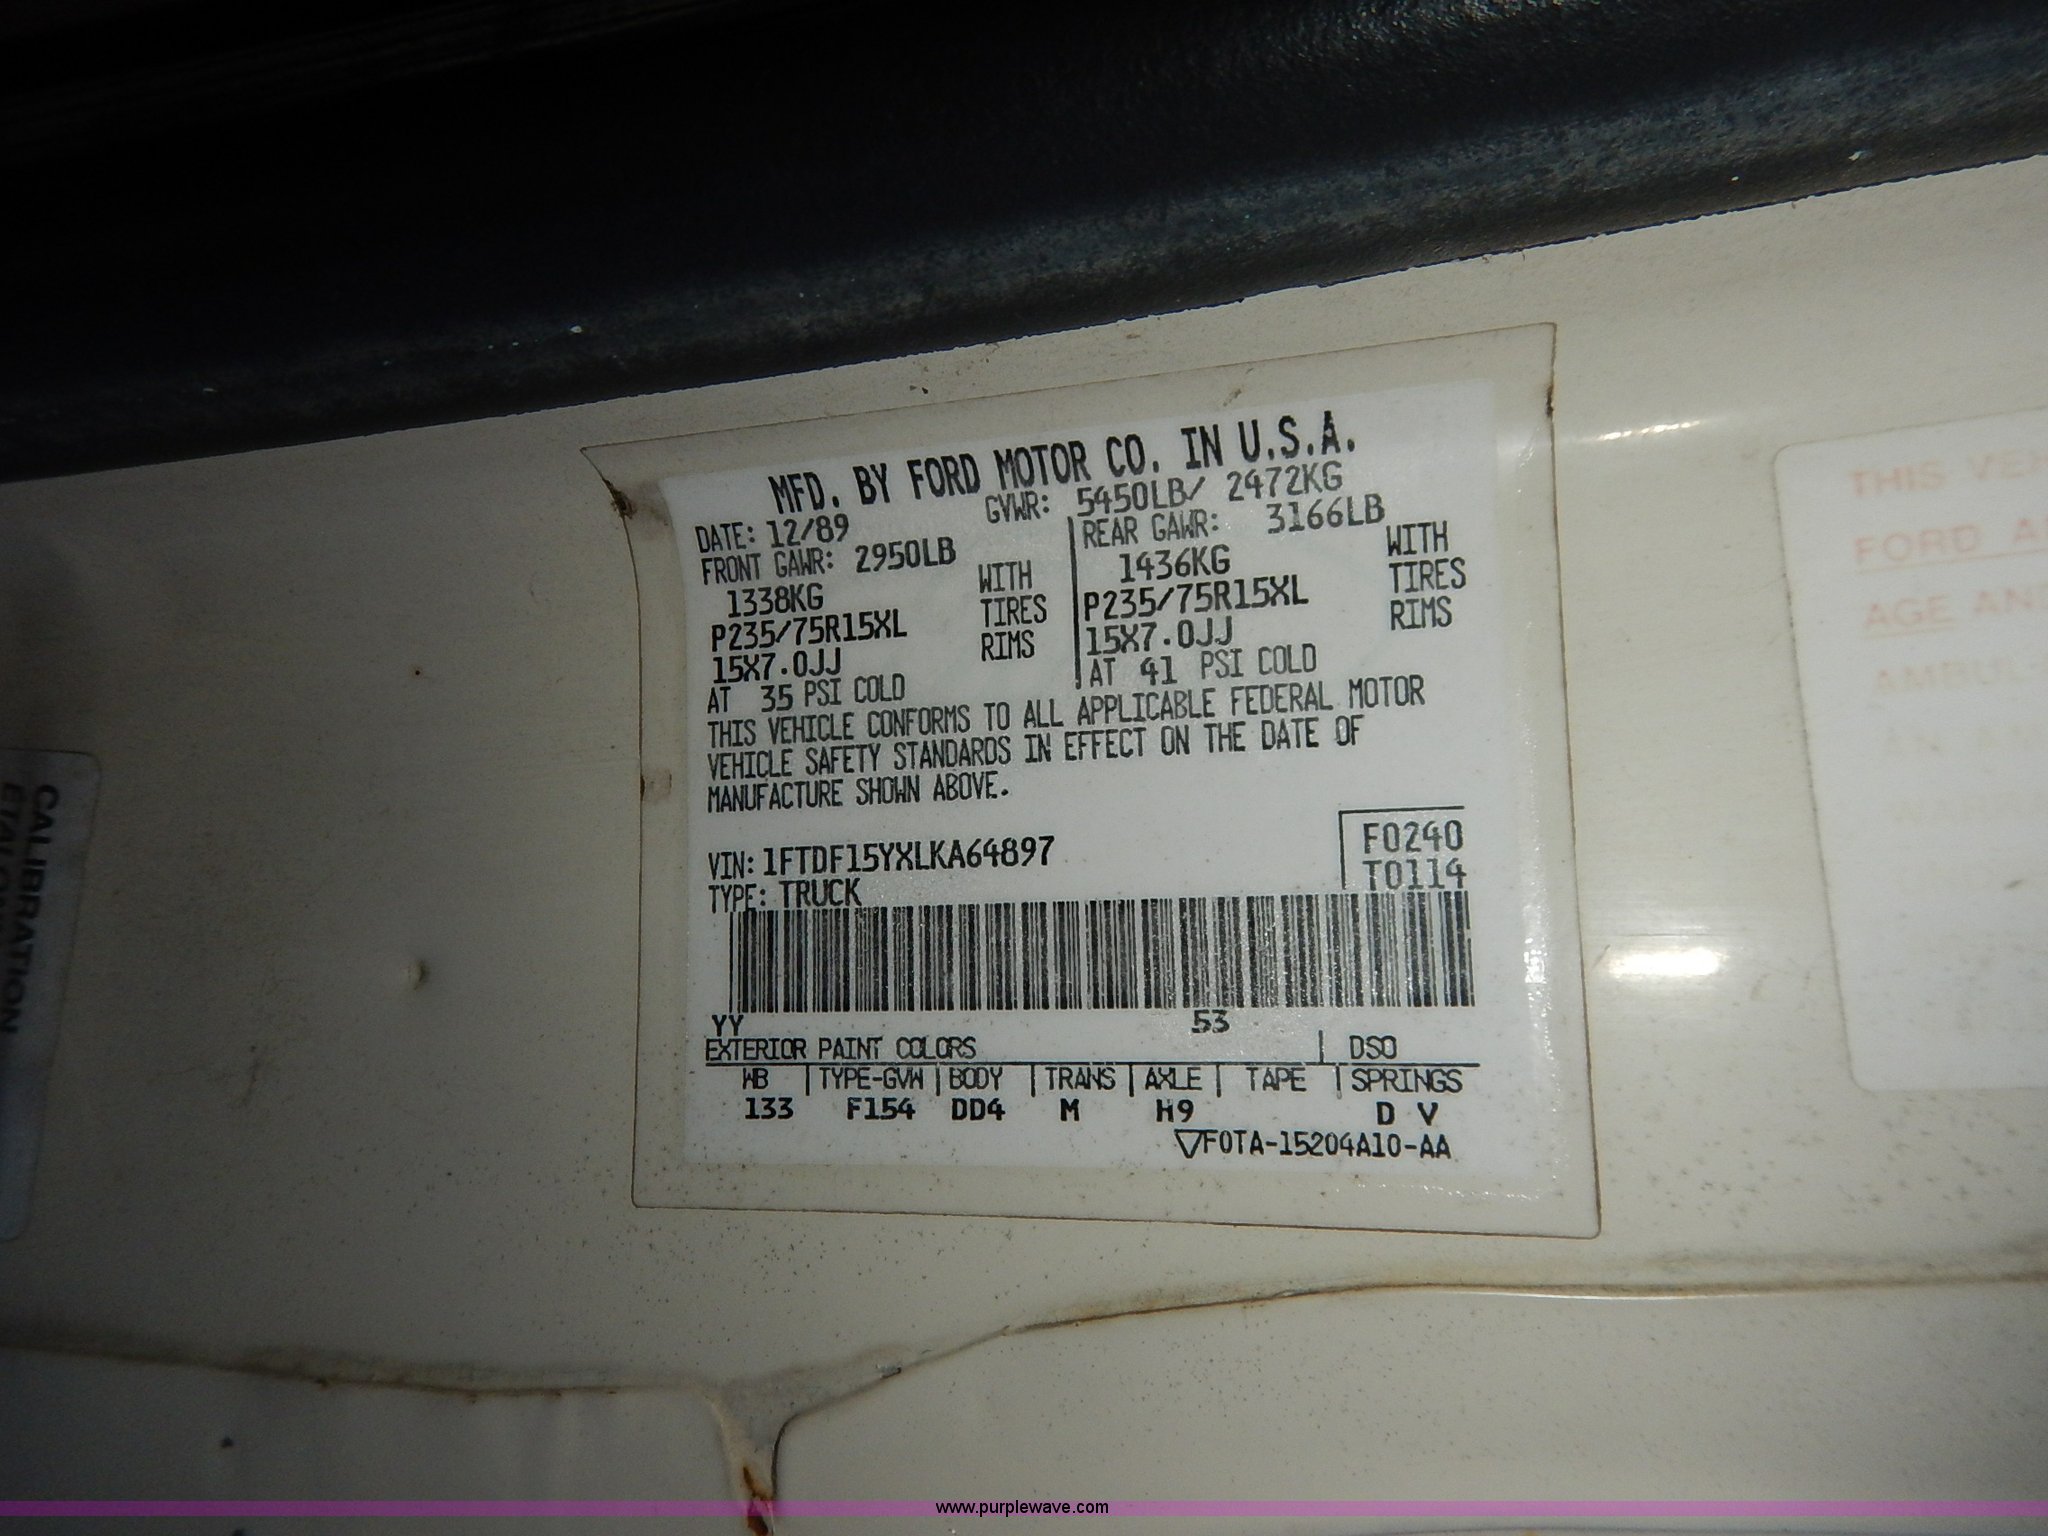 MFD. BY FORD MOTOR CO. IN U.S.A.
DATE: 12/89 GVWR: 5450LB/ 2472KG
FRONT GAWR: 2950LB
1338KG WITH
P235/75R15XL TIRES
15X7.0JJ RIMS
AT 35 PSI COLD
REAR GAWR: 3166LB
1436KG WITH
P235/75R15XL TIRES
15X7.0JJ RIMS
AT 41 PSI COLD
THIS VEHICLE CONFORMS TO ALL APPLICABLE FEDERAL MOTOR
VEHICLE SAFETY STANDARDS IN EFFECT ON THE DATE OF
MANUFACTURE SHOWN ABOVE.
VIN: 1FTDF15YXLKA64897
TYPE: TRUCK
F0240
T0114
YY 53
EXTERIOR PAINT COLORS | DSO
WB | TYPE-GVW | BODY | TRANS | AXLE | TAPE | SPRINGS
133 F154 DD4 M H9 D V
▽F0TA-15204A10-AA
CALIBRATION
THIS
FORD
AGE AND
www.purplewave.com